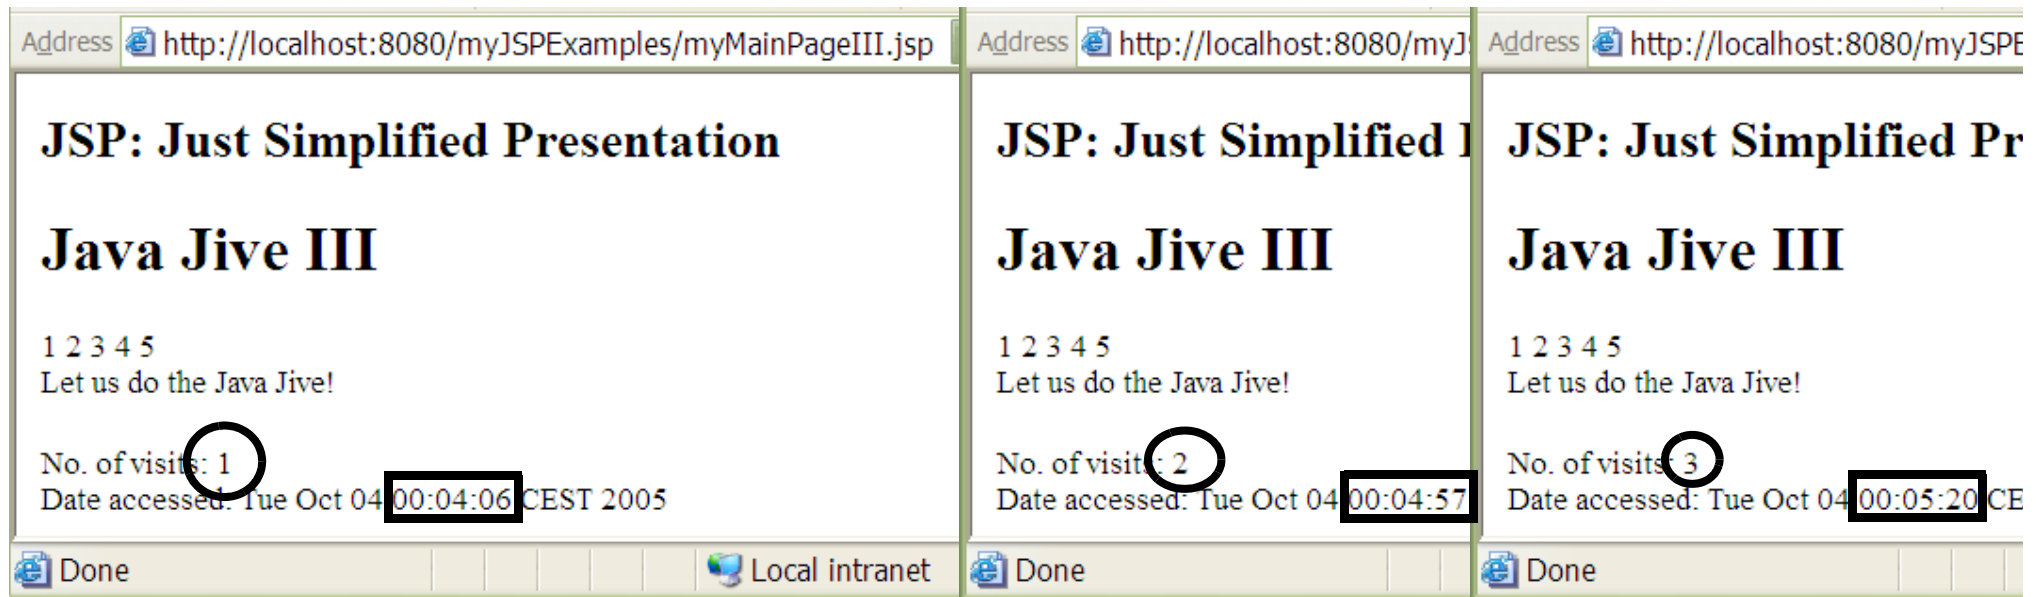 Address http://localhost:8080/myJSPExamples/myMainPageIII.jsp
JSP: Just Simplified Presentation
Java Jive III
1 2 3 4 5
Let us do the Java Jive!
No. of visits: 1
Date accessed: Tue Oct 04 00:04:06 CEST 2005
Done
Local intranet
Address http://localhost:8080/myJS
JSP: Just Simplified
Java Jive III
1 2 3 4 5
Let us do the Java Jive!
No. of visits: 2
Date accessed: Tue Oct 04 00:04:57
Done
Address http://localhost:8080/myJSPE
JSP: Just Simplified Pr
Java Jive III
1 2 3 4 5
Let us do the Java Jive!
No. of visits: 3
Date accessed: Tue Oct 04 00:05:20 CE
Done